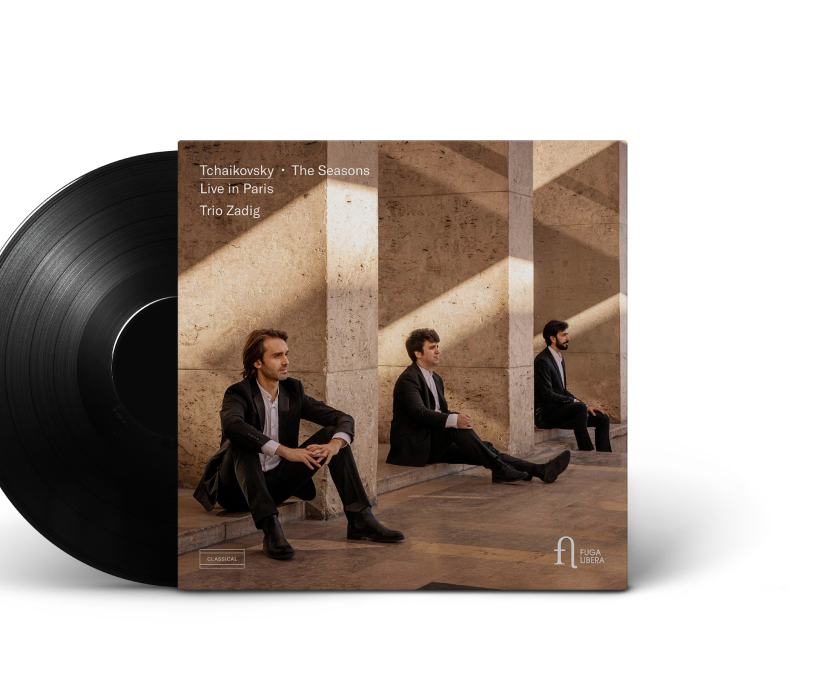 Tchaikovsky • The Seasons
Live in Paris
Trio Zadig
CLASSICAL
FUGA
LIBERA